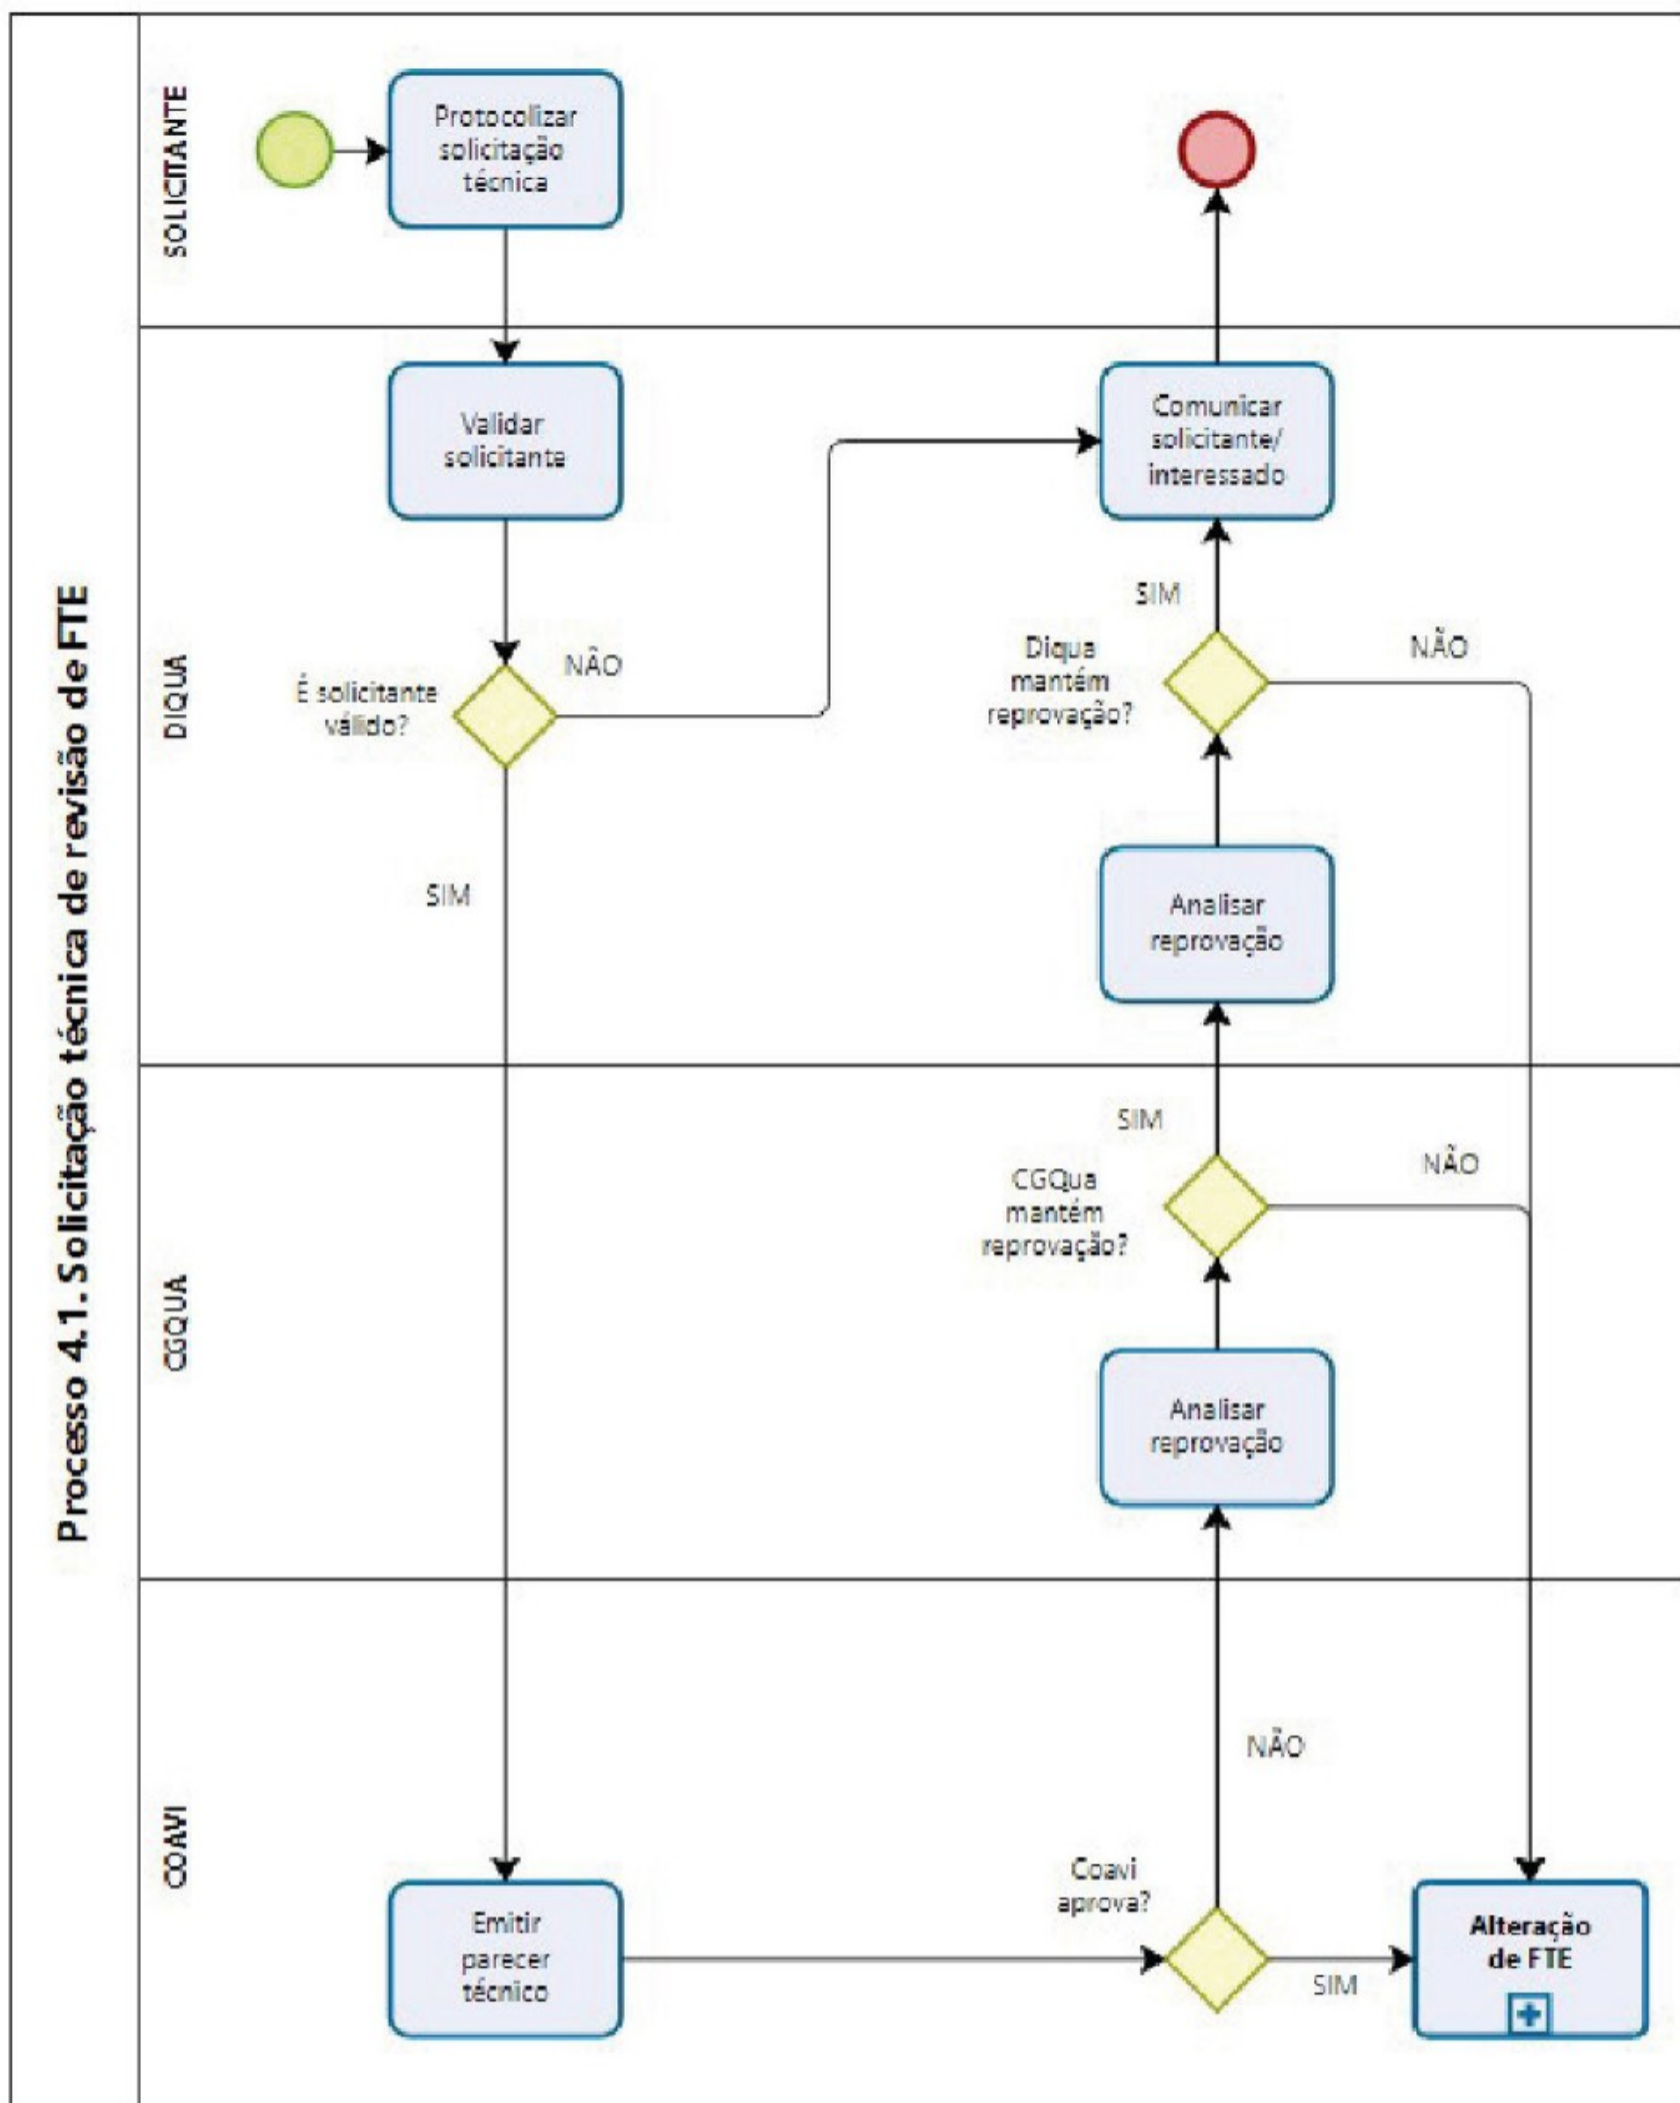 Processo 4.1. Solicitação técnica de revisão de FTE
SOLICITANTE
Protocolizar
solicitação
técnica
DIQUA
Validar
solicitante
Comunicar
solicitante/
interessado
SIM
É solicitante
válido?
NÃO
Diqua
mantém
reprovação?
NÃO
SIM
Analisar
reprovação
CGQUA
SIM
CGQua
mantém
reprovação?
NÃO
Analisar
reprovação
COAVI
NÃO
Coavi
aprova?
Emitir
parecer
técnico
SIM
Alteração
de FTE